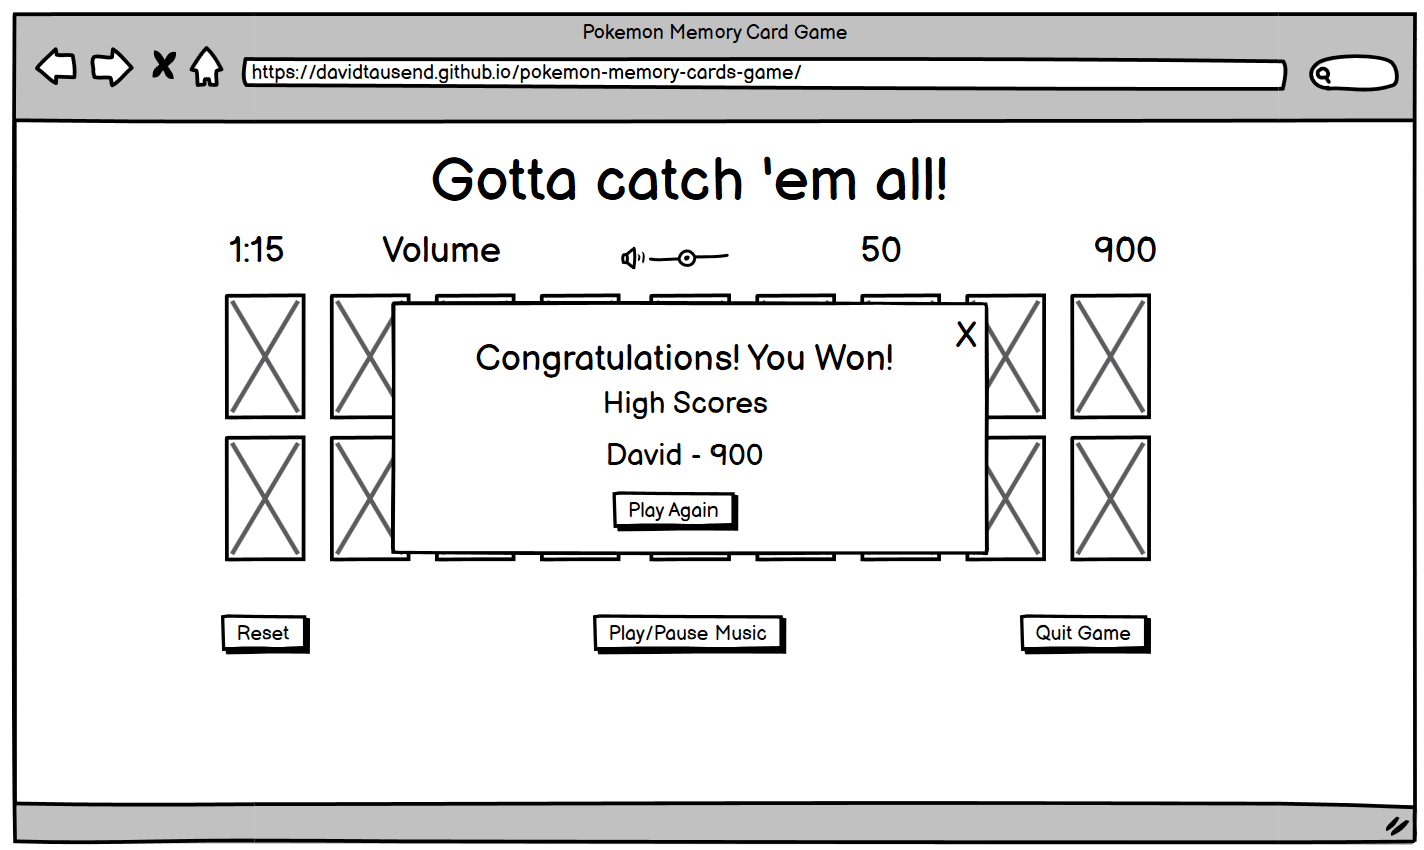 Pokemon Memory Card Game
https://davidtausend.github.io/pokemon-memory-cards-game/
Gotta catch 'em all!
1:15 Volume 50 900
X
Congratulations! You Won!
High Scores
David - 900
Play Again
Reset Play/Pause Music Quit Game